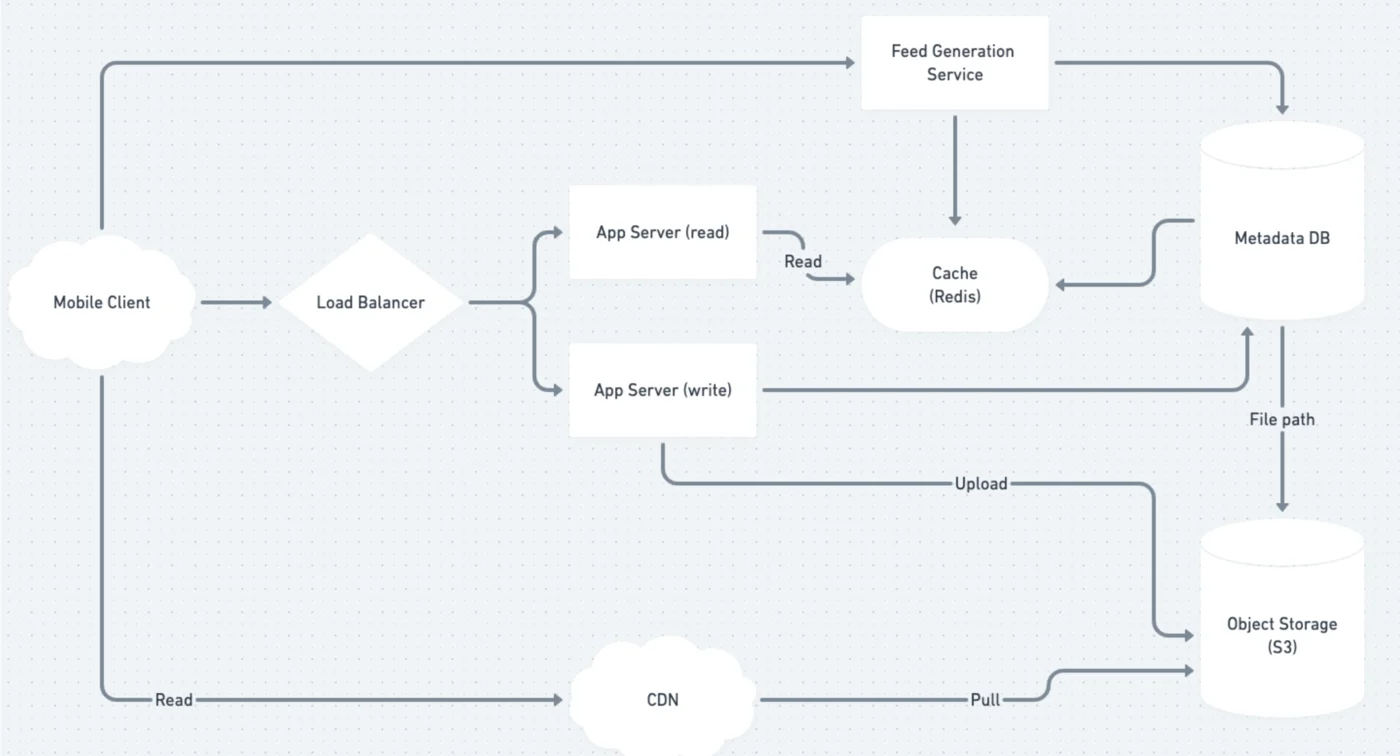 Feed Generation
Service
App Server (read)
Read
Metadata DB
Cache
(Redis)
Mobile Client
Load Balancer
App Server (write)
File path
Upload
Object Storage
(S3)
Read
CDN
Pull